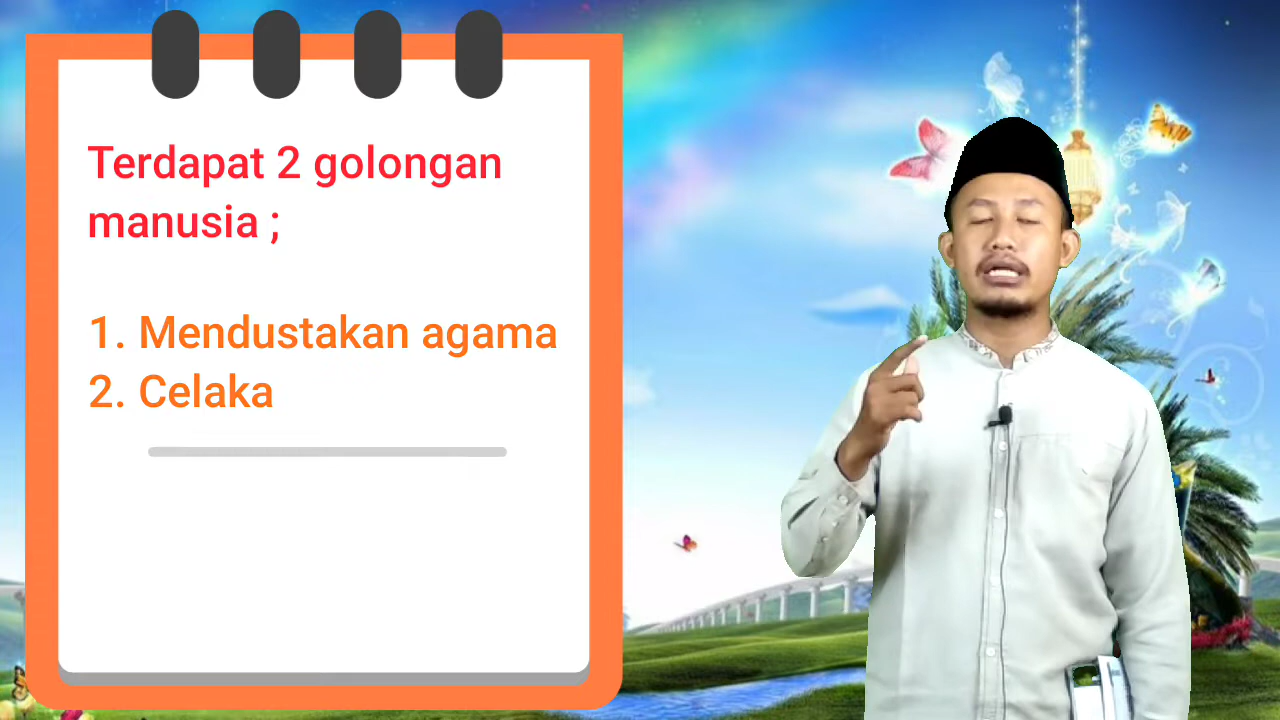 Terdapat 2 golongan
manusia ;
1. Mendustakan agama
2. Celaka